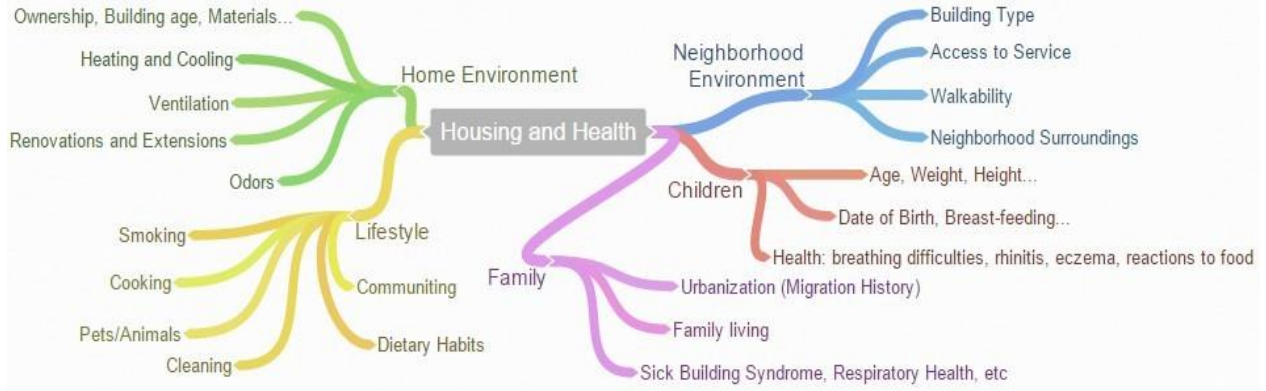 Housing and Health
Home Environment
Ownership, Building age, Materials...
Heating and Cooling
Ventilation
Renovations and Extensions
Odors
Lifestyle
Smoking
Cooking
Pets/Animals
Cleaning
Dietary Habits
Communiting
Neighborhood
Environment
Building Type
Access to Service
Walkability
Neighborhood Surroundings
Children
Age, Weight, Height...
Date of Birth, Breast-feeding...
Health: breathing difficulties, rhinitis, eczema, reactions to food
Family
Urbanization (Migration History)
Family living
Sick Building Syndrome, Respiratory Health, etc